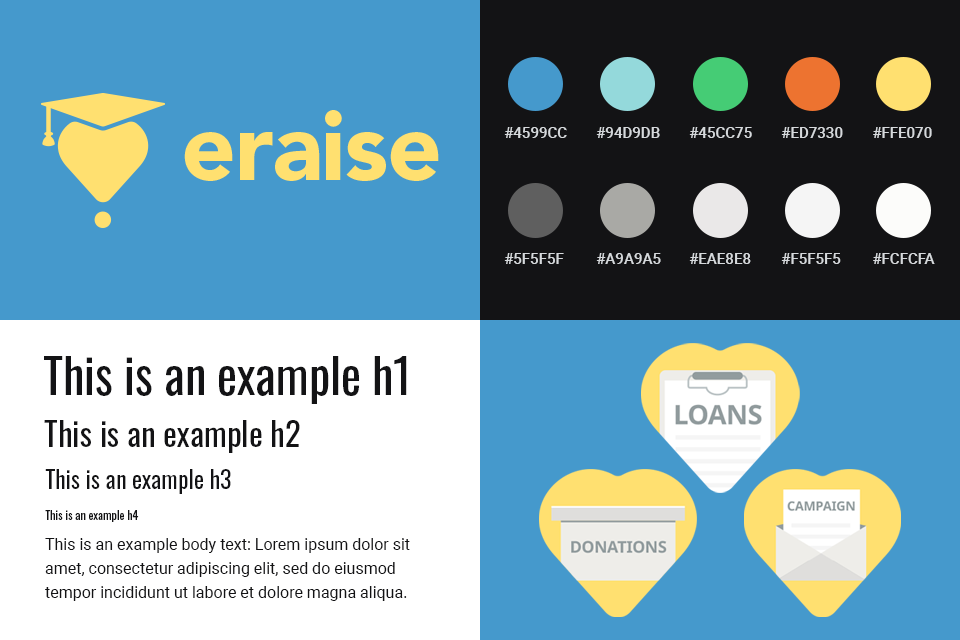 eraise
#4599CC #94D9DB #45CC75 #ED7330 #FFE070
#5F5F5F #A9A9A5 #EAE8E8 #F5F5F5 #FCFCFA
This is an example h1
This is an example h2
This is an example h3
This is an example h4
This is an example body text: Lorem ipsum dolor sit
amet, consectetur adipiscing elit, sed do eiusmod
tempor incididunt ut labore et dolore magna aliqua.
LOANS
DONATIONS
CAMPAIGN